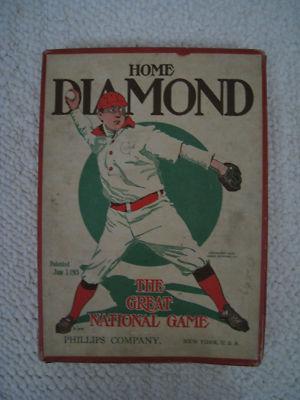 HOME
DIAMOND
Patented
THE
GREAT
NATIONAL GAME
PHILLIPS COMPANY.
NEW YORK, U.S.A.